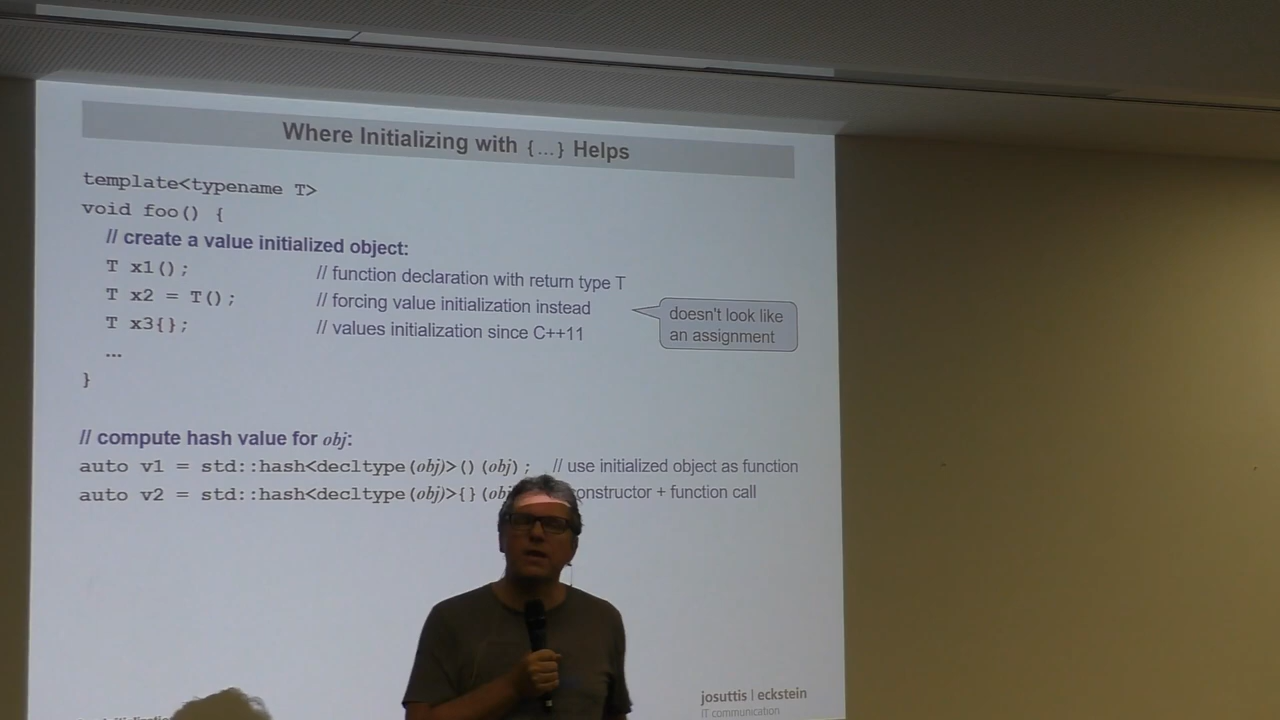 Where Initializing with {...} Helps
template<typename T>
void foo() {
// create a value initialized object:
T x1(); // function declaration with return type T
T x2 = T(); // forcing value initialization instead
T x3{}; // values initialization since C++11
...
}
doesn't look like
an assignment
// compute hash value for obj:
auto v1 = std::hash<decltype(obj)>()(obj); // use initialized object as function
auto v2 = std::hash<decltype(obj)>{}(obj onstructor + function call
josuttis | eckstein
IT communication